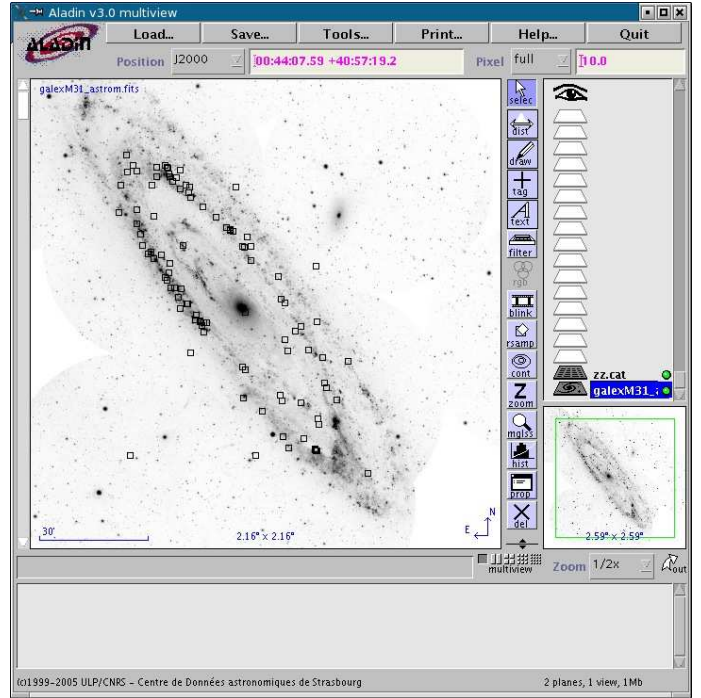 Aladin v3.0 multiview
ALADIN Load... Save... Tools... Print... Help... Quit
Position J2000 00:44:07.59 +40:57:19.2 Pixel full 10.0
galexM31_astrom.fits
selec
dist
draw
tag
text
filter
rgb
blink
rsamp
cont
zz.cat
Z
zoom
galexM31_
mglss
hist
prop
del
30'
2.16° x 2.16°
N
E
2.59° x 2.59°
multiview Zoom 1/2x out
(c)1999-2005 ULP/CNRS - Centre de Données astronomiques de Strasbourg 2 planes, 1 view, 1Mb